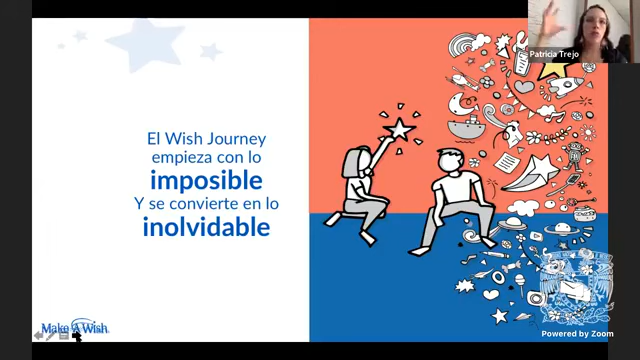 El Wish Journey
empieza con lo
imposible
Y se convierte en lo
inolvidable
Make A Wish
Patricia Trejo
Powered by Zoom